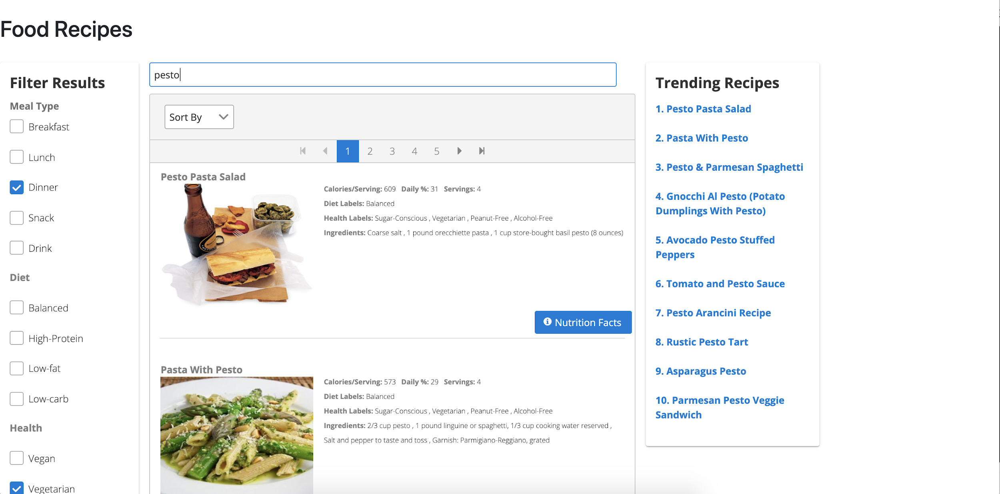 Food Recipes
Filter Results
Meal Type
Breakfast
Lunch
Dinner
Snack
Drink
Diet
Balanced
High-Protein
Low-fat
Low-carb
Health
Vegan
Vegetarian
pesto
Sort By
1 2 3 4 5
Pesto Pasta Salad
Calories/Serving: 609 Daily %: 31 Servings: 4
Diet Labels: Balanced
Health Labels: Sugar-Conscious , Vegetarian , Peanut-Free , Alcohol-Free
Ingredients: Coarse salt , 1 pound orecchiette pasta , 1 cup store-bought basil pesto (8 ounces)
Nutrition Facts
Pasta With Pesto
Calories/Serving: 573 Daily %: 29 Servings: 4
Diet Labels: Balanced
Health Labels: Sugar-Conscious , Vegetarian , Peanut-Free , Alcohol-Free
Ingredients: 2/3 cup pesto , 1 pound linguine or spaghetti, 1/3 cup cooking water reserved ,
Salt and pepper to taste and toss , Garnish: Parmigiano-Reggiano, grated
Trending Recipes
1. Pesto Pasta Salad
2. Pasta With Pesto
3. Pesto & Parmesan Spaghetti
4. Gnocchi Al Pesto (Potato
Dumplings With Pesto)
5. Avocado Pesto Stuffed
Peppers
6. Tomato and Pesto Sauce
7. Pesto Arancini Recipe
8. Rustic Pesto Tart
9. Asparagus Pesto
10. Parmesan Pesto Veggie
Sandwich